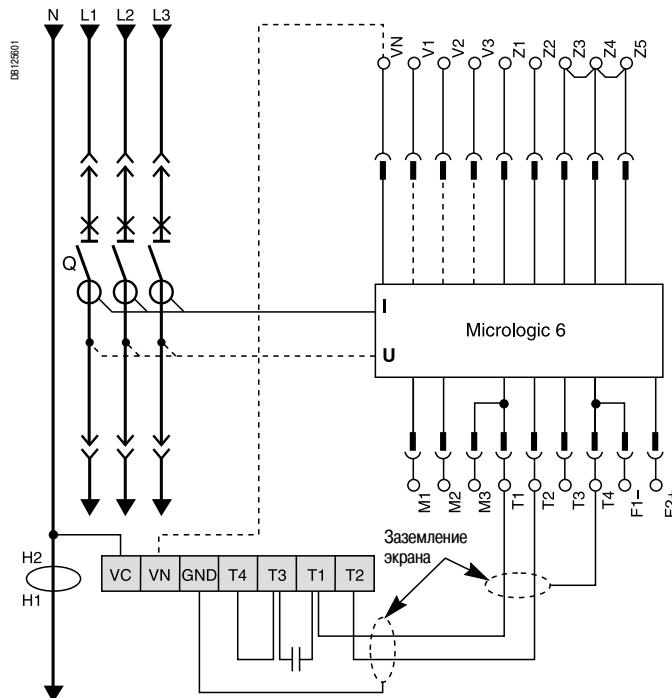 N L1 L2 L3
DB125601
VN V1 V2 V3 Z1 Z2 Z3 Z4 Z5
Q
I
Micrologic 6
U
M1 M2 M3 T1 T2 T3 T4 F1– F2+
Заземление
экрана
H2
H1
VC VN GND T4 T3 T1 T2